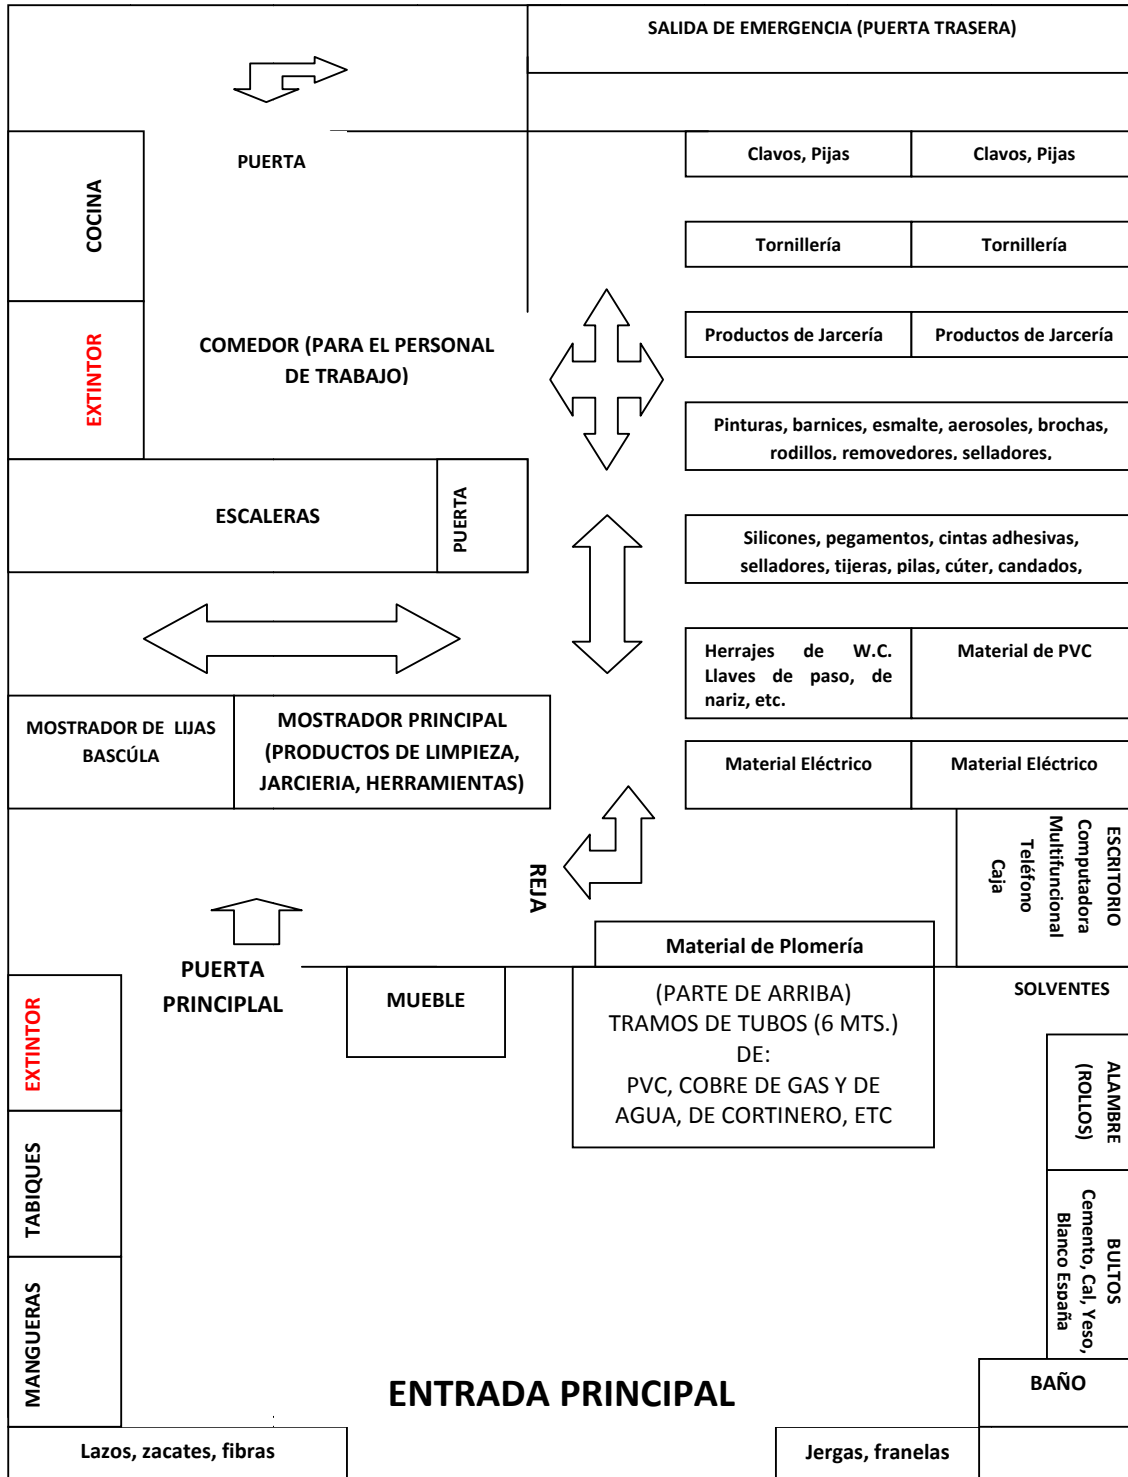 SALIDA DE EMERGENCIA (PUERTA TRASERA)
PUERTA
Clavos, Pijas
Clavos, Pijas
COCINA
Tornillería
Tornillería
EXTINTOR
COMEDOR (PARA EL PERSONAL
DE TRABAJO)
Productos de Jarcería
Productos de Jarcería
Pinturas, barnices, esmalte, aerosoles, brochas,
rodillos, removedores, selladores,
ESCALERAS
PUERTA
Silicones, pegamentos, cintas adhesivas,
selladores, tijeras, pilas, cúter, candados,
Herrajes de W.C.
Llaves de paso, de
nariz, etc.
Material de PVC
MOSTRADOR DE LIJAS
BASCÚLA
MOSTRADOR PRINCIPAL
(PRODUCTOS DE LIMPIEZA,
JARCIERIA, HERRAMIENTAS)
Material Eléctrico
Material Eléctrico
ESCRITORIO
Computadora
Multifuncional
Teléfono
Caja
REJA
Material de Plomería
PUERTA
PRINCIPLAL
MUEBLE
(PARTE DE ARRIBA)
TRAMOS DE TUBOS (6 MTS.)
DE:
PVC, COBRE DE GAS Y DE
AGUA, DE CORTINERO, ETC
SOLVENTES
EXTINTOR
ALAMBRE
(ROLLOS)
TABIQUES
BULTOS
Cemento, Cal, Yeso,
Blanco España
MANGUERAS
ENTRADA PRINCIPAL
BAÑO
Lazos, zacates, fibras
Jergas, franelas